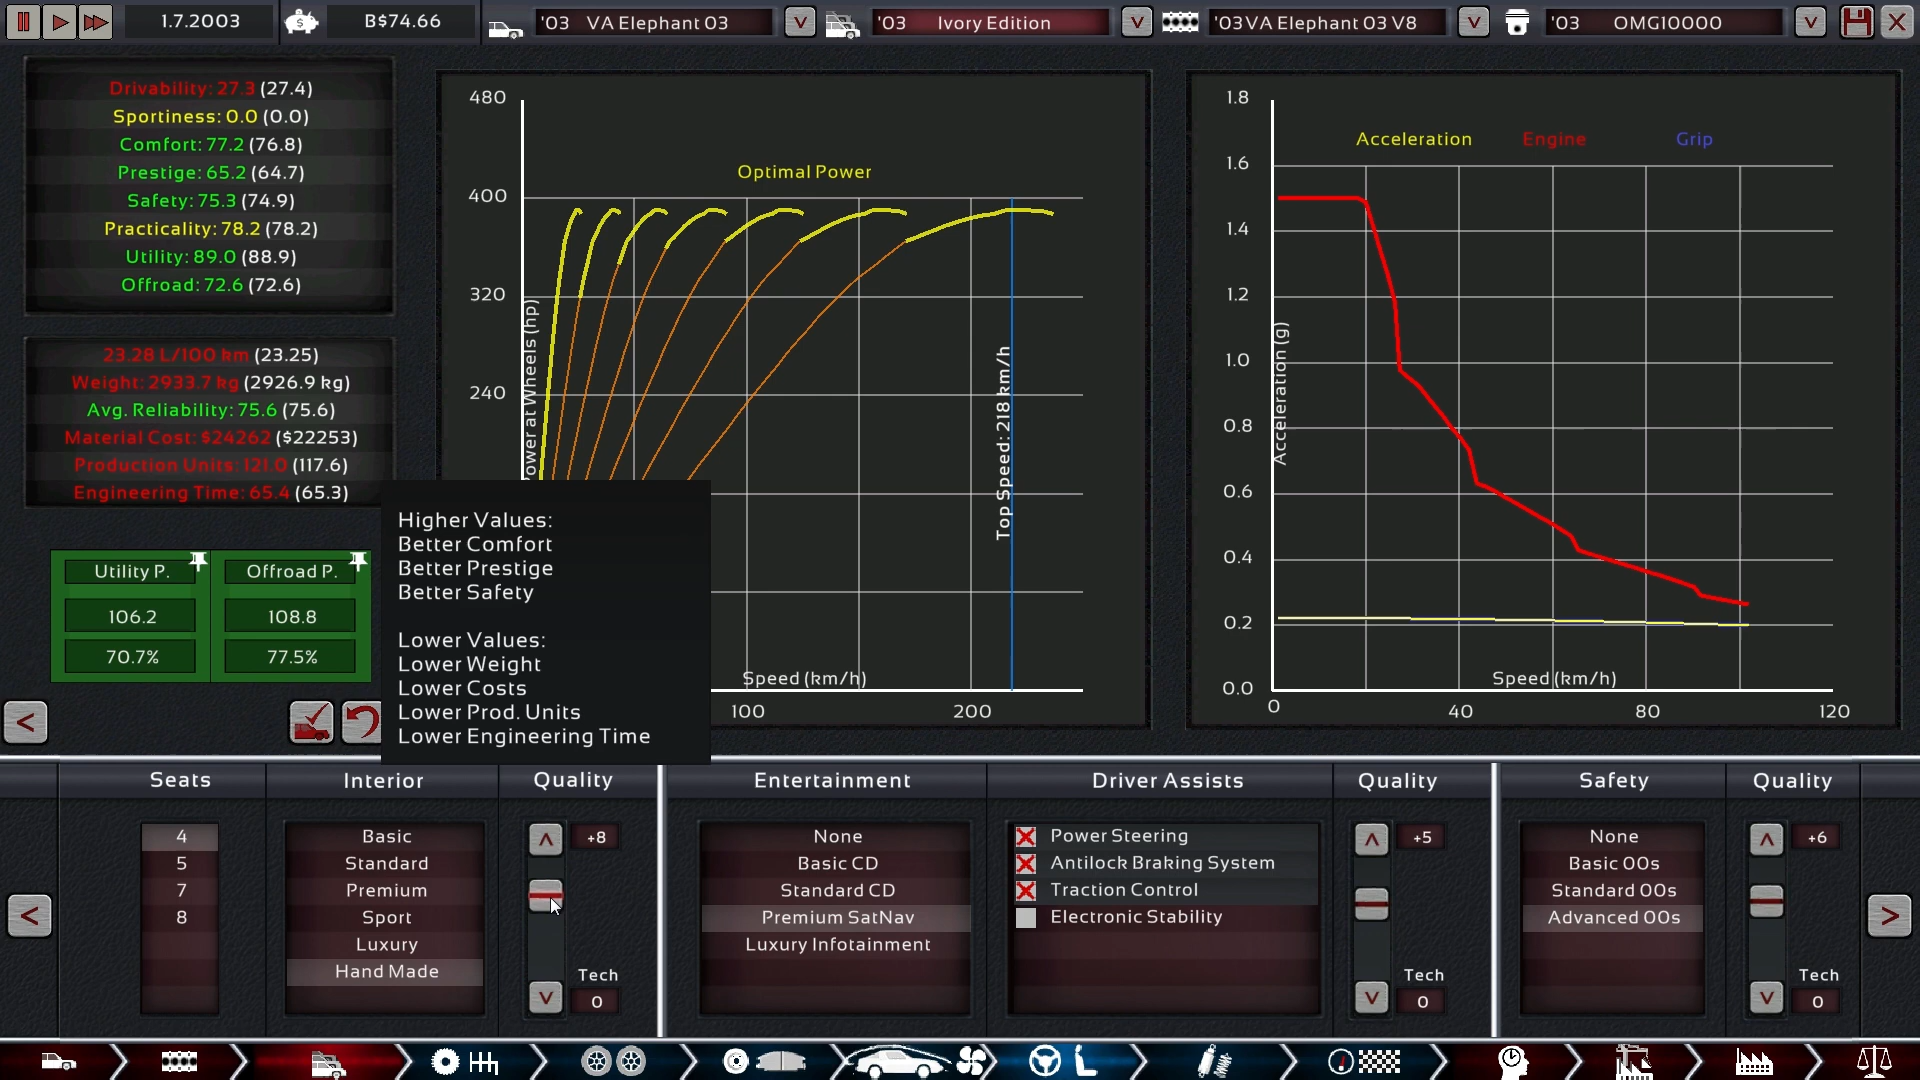 1.7.2003
B$74.66
'03 VA Elephant 03
'03 Ivory Edition
'03 VA Elephant 03 V8
'03 OMG10000
Drivability: 27.3 (27.4)
Sportiness: 0.0 (0.0)
Comfort: 77.2 (76.8)
Prestige: 65.2 (64.7)
Safety: 75.3 (74.9)
Practicality: 78.2 (78.2)
Utility: 89.0 (88.9)
Offroad: 72.6 (72.6)
23.28 L/100 km (23.25)
Weight: 2933.7 kg (2926.9 kg)
Avg. Reliability: 75.6 (75.6)
Material Cost: $24262 ($22253)
Production Units: 121.0 (117.6)
Engineering Time: 65.4 (65.3)
Utility P.
106.2
70.7%
Offroad P.
108.8
77.5%
480
400
320
240
Optimal Power
Power at Wheels (hp)
Top Speed: 218 km/h
Speed (km/h)
100
200
1.8
1.6
1.4
1.2
1.0
0.8
0.6
0.4
0.2
0.0
Acceleration
Engine
Grip
Acceleration (g)
Speed (km/h)
0
40
80
120
Higher Values:
Better Comfort
Better Prestige
Better Safety
Lower Values:
Lower Weight
Lower Costs
Lower Prod. Units
Lower Engineering Time
Seats
4
5
7
8
Interior
Basic
Standard
Premium
Sport
Luxury
Hand Made
Quality
+8
Tech
0
Entertainment
None
Basic CD
Standard CD
Premium SatNav
Luxury Infotainment
Driver Assists
Power Steering
Antilock Braking System
Traction Control
Electronic Stability
Quality
+5
Tech
0
Safety
None
Basic 00s
Standard 00s
Advanced 00s
Quality
+6
Tech
0